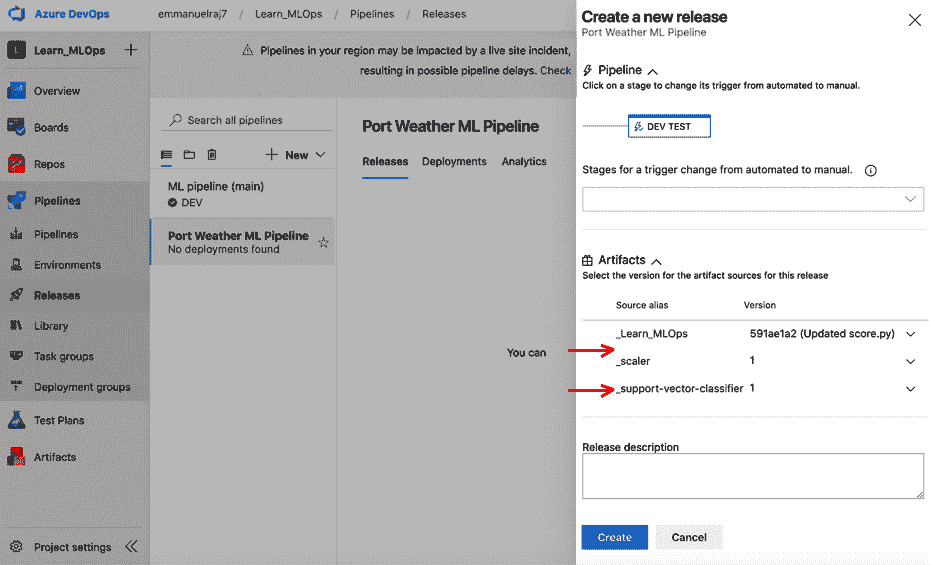 Azure DevOps
emmanuelraj7 / Learn_MLOps / Pipelines / Releases
L Learn_MLOps
Overview
Boards
Repos
Pipelines
Pipelines
Environments
Releases
Library
Task groups
Deployment groups
Test Plans
Artifacts
Project settings
Pipelines in your region may be impacted by a live site incident,
resulting in possible pipeline delays. Check
Search all pipelines
New
ML pipeline (main)
DEV
Port Weather ML Pipeline
No deployments found
Port Weather ML Pipeline
Releases Deployments Analytics
You can
Create a new release
Port Weather ML Pipeline
Pipeline
Click on a stage to change its trigger from automated to manual.
DEV TEST
Stages for a trigger change from automated to manual.
Artifacts
Select the version for the artifact sources for this release
Source alias Version
_Learn_MLOps 591ae1a2 (Updated score.py)
_scaler 1
_support-vector-classifier 1
Release description
Create Cancel